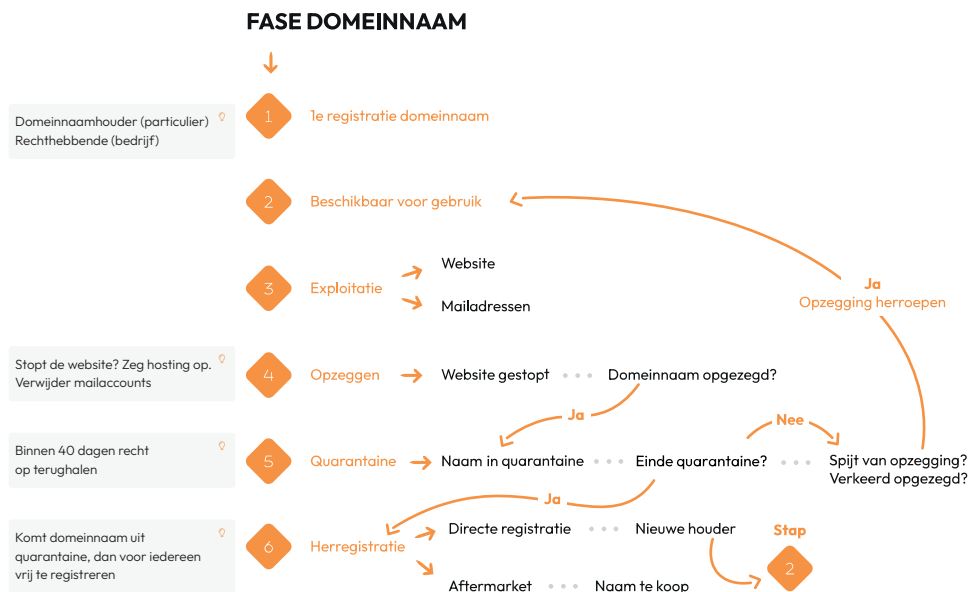 FASE DOMEINNAAM
Domeinnaamhouder (particulier)
Rechthebbende (bedrijf)
1
1e registratie domeinnaam
2
Beschikbaar voor gebruik
3
Exploitatie
Website
Mailadressen
Ja
Opzegging herroepen
Stopt de website? Zeg hosting op.
Verwijder mailaccounts
4
Opzeggen
Website gestopt
Domeinnaam opgezegd?
Ja
Nee
Binnen 40 dagen recht
op terughalen
5
Quarantaine
Naam in quarantaine
Einde quarantaine?
Spijt van opzegging?
Verkeerd opgezegd?
Ja
Komt domeinnaam uit
quarantaine, dan voor iedereen
vrij te registreren
6
Herregistratie
Directe registratie
Nieuwe houder
Stap
2
Aftermarket
Naam te koop